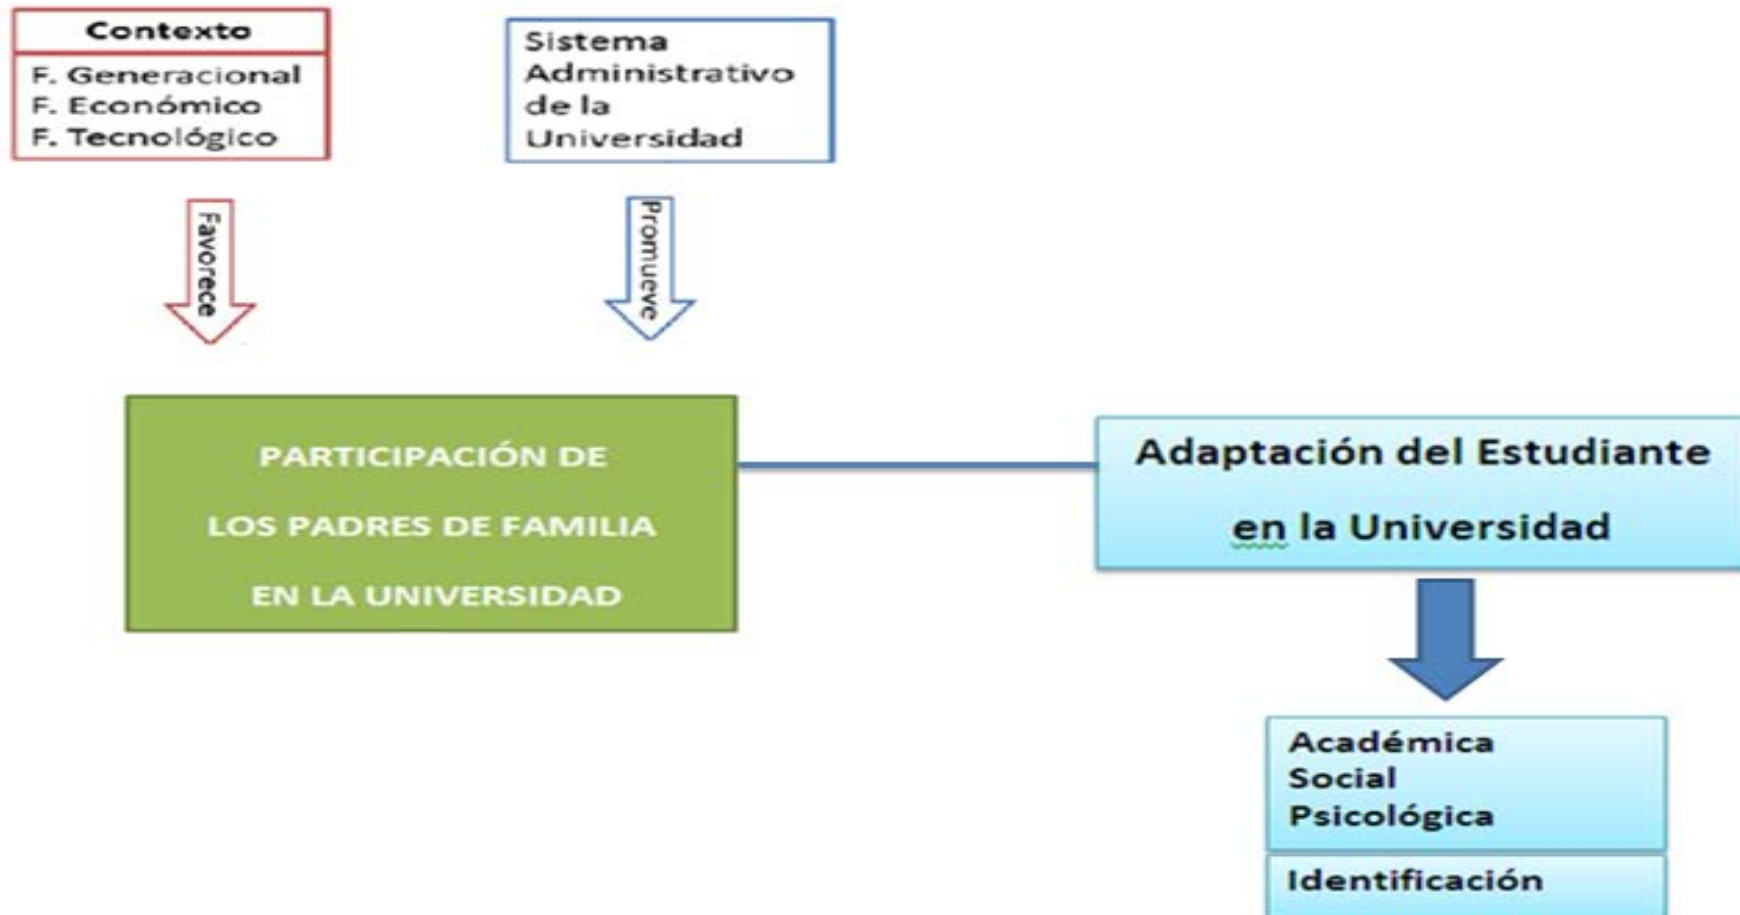 Contexto
F. Generacional
F. Económico
F. Tecnológico
Sistema
Administrativo
de la
Universidad
Favorece
Promueve
PARTICIPACIÓN DE
LOS PADRES DE FAMILIA
EN LA UNIVERSIDAD
Adaptación del Estudiante
en la Universidad
Académica
Social
Psicológica
Identificación